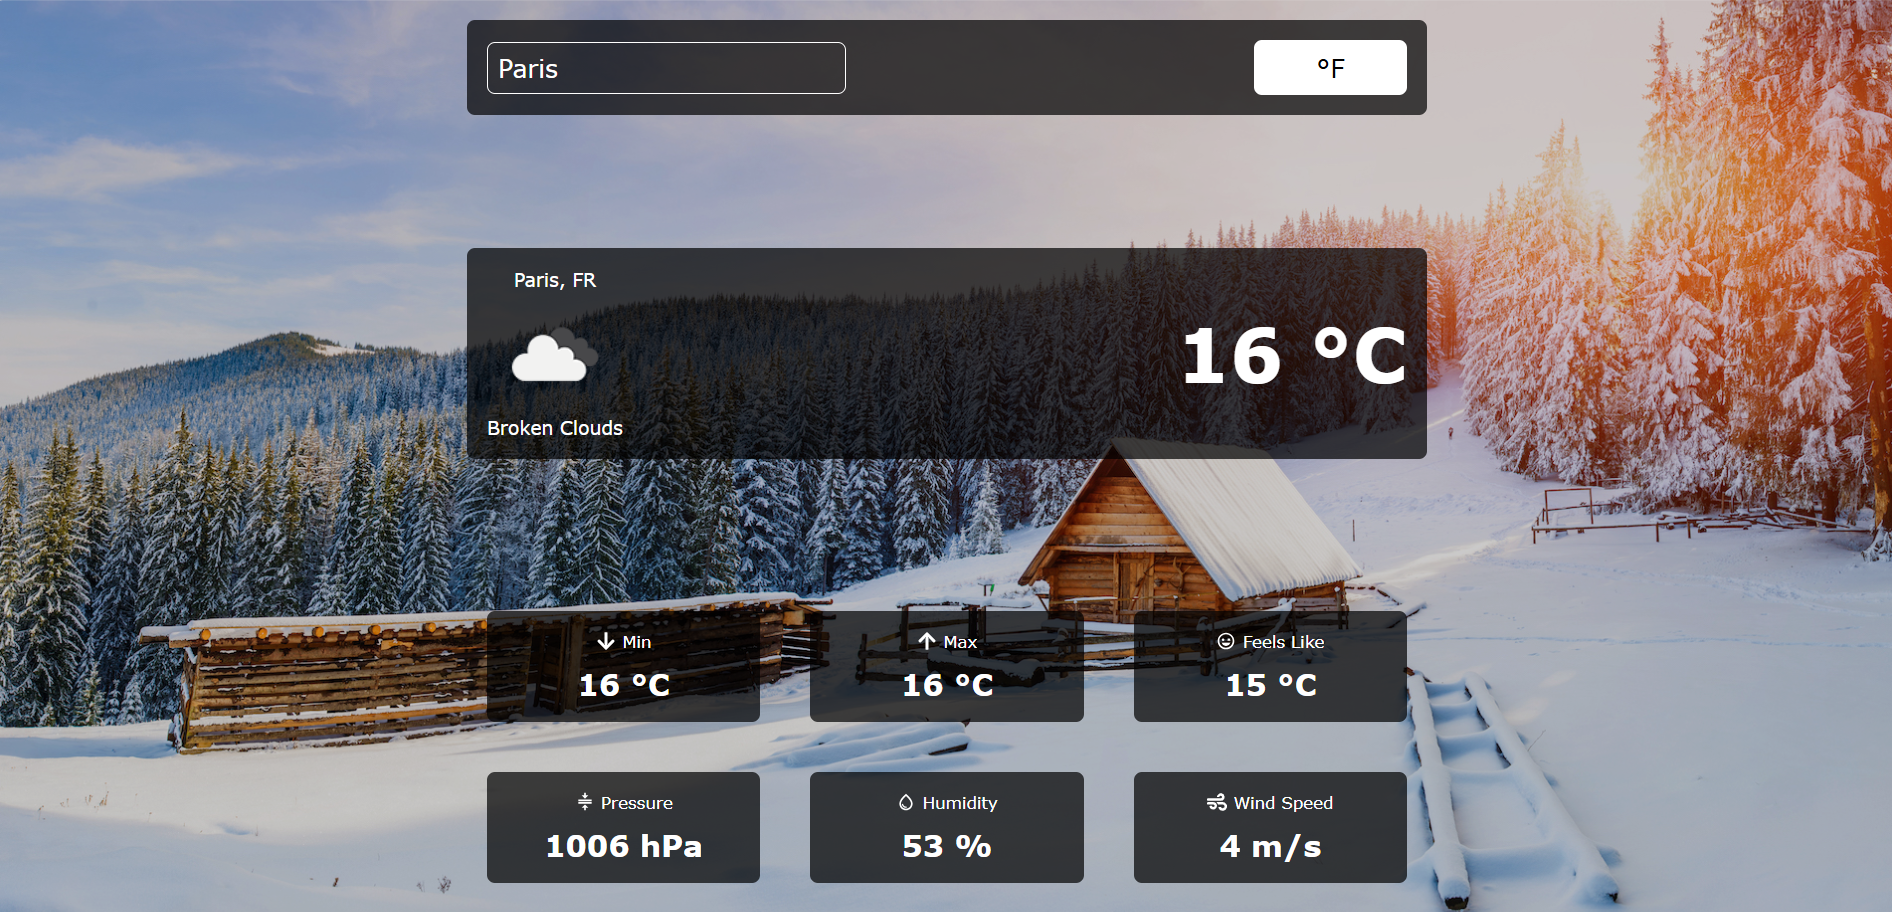 Paris
°F
Paris, FR
16 °C
Broken Clouds
Min
16 °C
Max
16 °C
Feels Like
15 °C
Pressure
1006 hPa
Humidity
53 %
Wind Speed
4 m/s